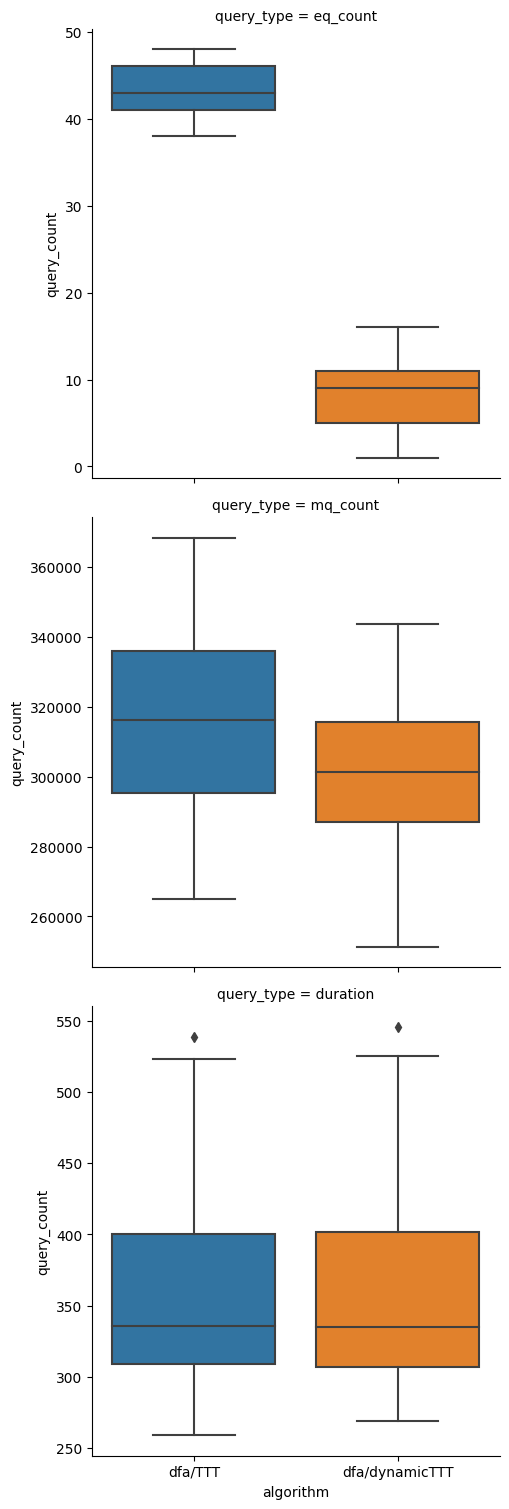 query_type = eq_count
50
40
30
20
10
0
query_count
query_type = mq_count
360000
340000
320000
300000
280000
260000
query_count
query_type = duration
550
500
450
400
350
300
250
query_count
dfa/TTT
dfa/dynamicTTT
algorithm